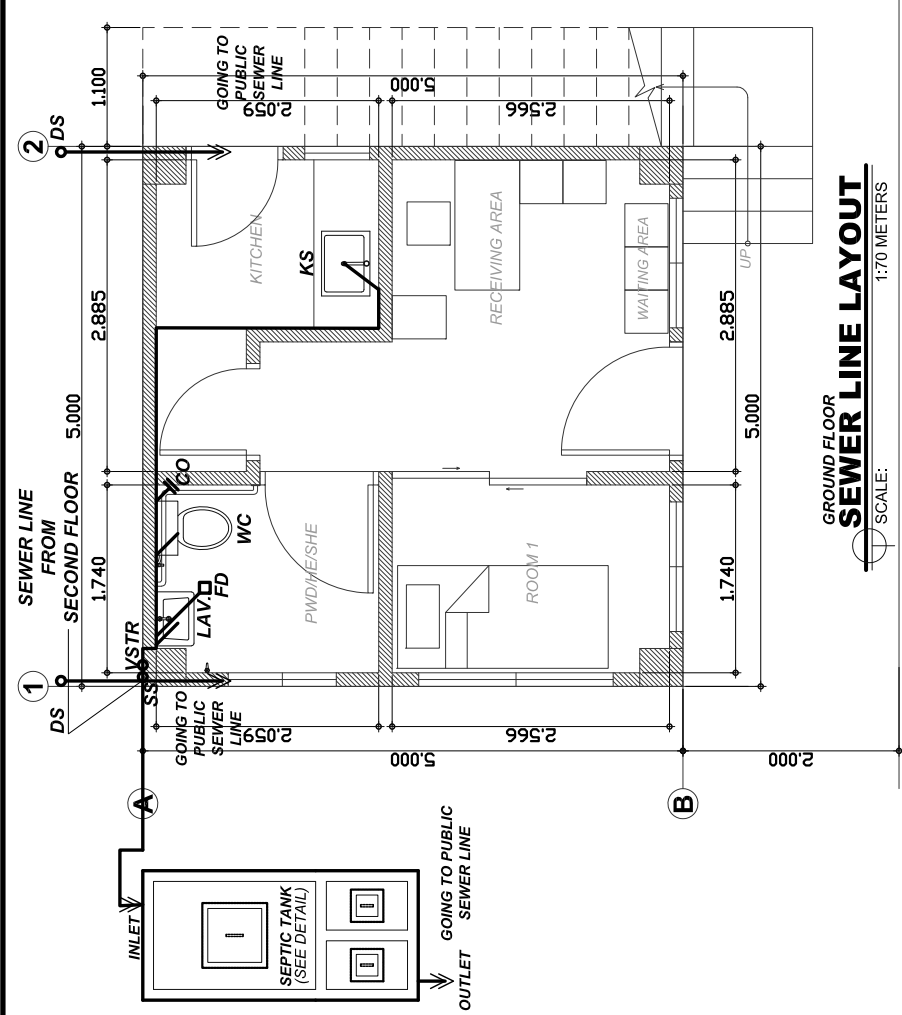 2
DS
1.100
GOING TO
PUBLIC
SEWER
LINE
5.000
2.059
2.566
2.885
5.000
KITCHEN
KS
RECEIVING AREA
WAITING AREA
UP
2.885
5.000
SEWER LINE
FROM
SECOND FLOOR
1.740
CO
WC
FD
LAV.
PWD/HE/SHE
ROOM 1
1.740
1
DS
VSTR
SS
GOING TO
PUBLIC
SEWER
LINE
2.059
2.566
5.000
2.000
A
B
INLET
SEPTIC TANK
(SEE DETAIL)
OUTLET
GOING TO PUBLIC
SEWER LINE
GROUND FLOOR
SEWER LINE LAYOUT
SCALE: 1:70 METERS